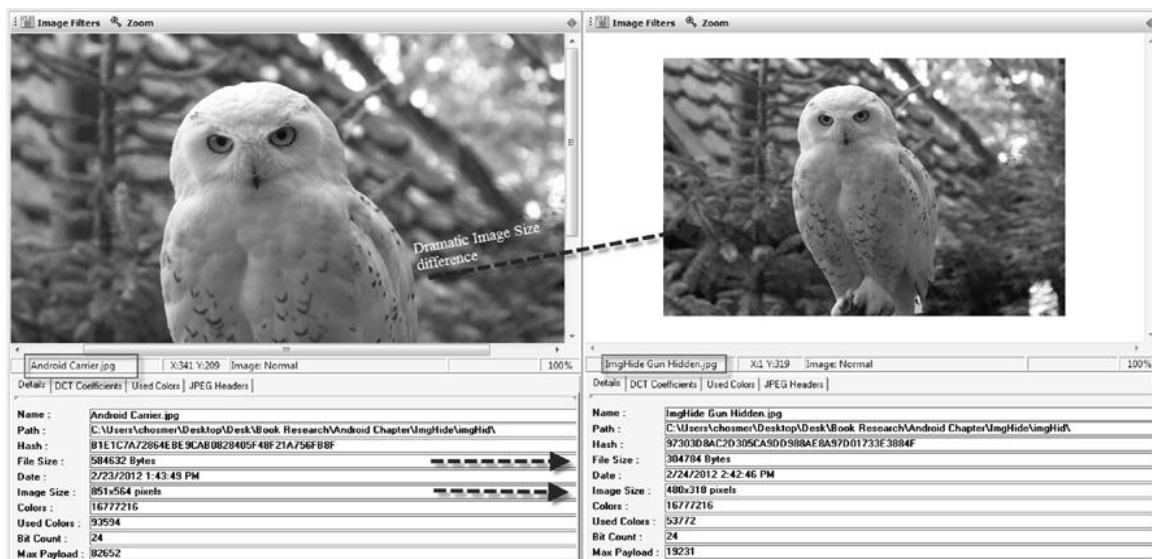 Image Filters Zoom
Dramatic Image Size
difference
Android Carrier.jpg X:341 Y:209 Image: Normal 100%
Details DCT Coefficients Used Colors JPEG Headers
Name : Android Carrier.jpg
Path : C:\Users\chosmer\Desktop\Desk\Book Research\Android Chapter\ImgHide\imgHid\
Hash : B1E1C7A72864EBE9CAB0828405F48F21A756FB8F
File Size : 584632 Bytes
Date : 2/23/2012 1:43:49 PM
Image Size : 851x564 pixels
Colors : 16777216
Used Colors : 93594
Bit Count : 24
Max Payload : 82652
Image Filters Zoom
ImgHide Gun Hidden.jpg X:1 Y:319 Image: Normal 100%
Details DCT Coefficients Used Colors JPEG Headers
Name : ImgHide Gun Hidden.jpg
Path : C:\Users\chosmer\Desktop\Desk\Book Research\Android Chapter\ImgHide\imgHid\
Hash : 97303D8AC2D305CA9DD988AE8A97D01733F3884F
File Size : 304784 Bytes
Date : 2/24/2012 2:42:46 PM
Image Size : 480x318 pixels
Colors : 16777216
Used Colors : 53772
Bit Count : 24
Max Payload : 19231